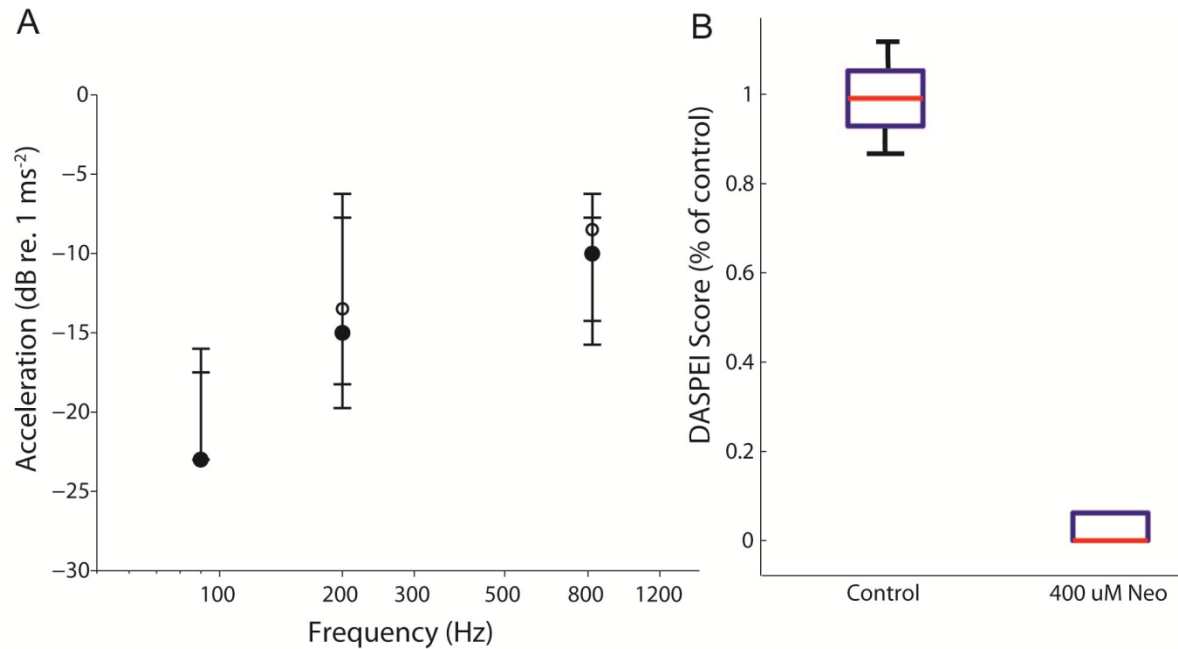 A
Acceleration (dB re. 1 ms⁻²)
0
−5
−10
−15
−20
−25
−30
100
200
300
500
800
1200
Frequency (Hz)
B
DASPEI Score (% of control)
1
0.8
0.6
0.4
0.2
0
Control
400 uM Neo